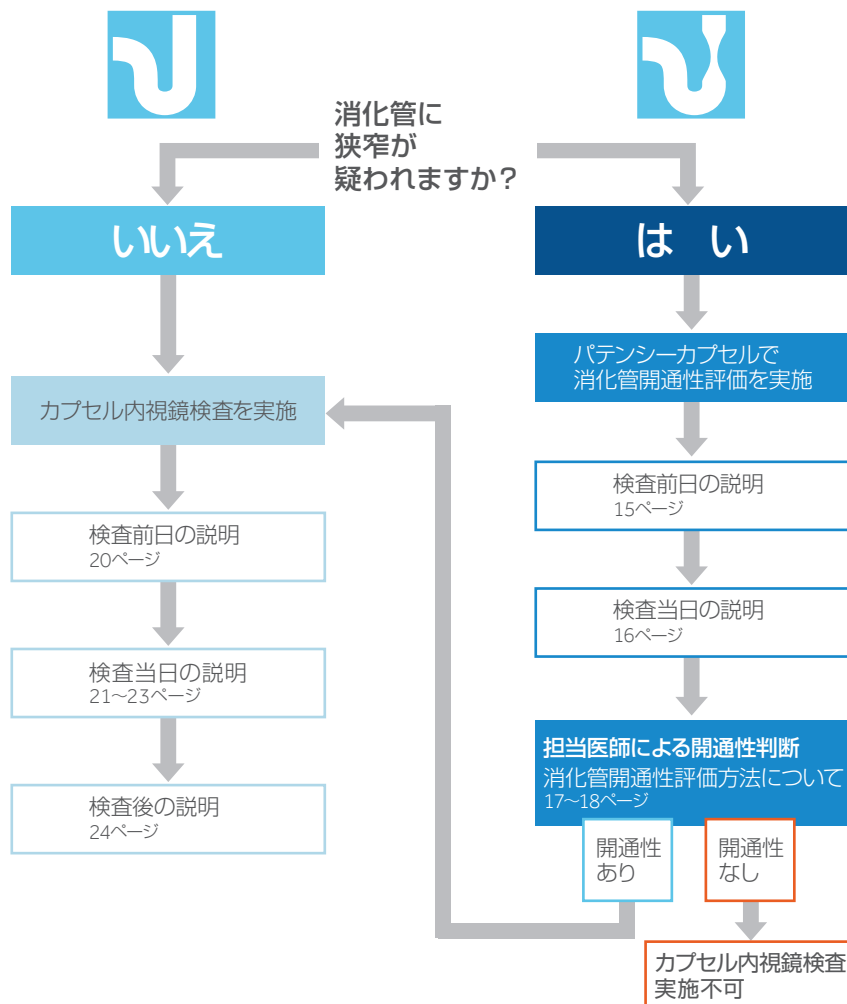 消化管に
狭窄が
疑われますか？
いいえ
カプセル内視鏡検査を実施
検査前日の説明
20ページ
検査当日の説明
21〜23ページ
検査後の説明
24ページ
は い
パテンシーカプセルで
消化管開通性評価を実施
検査前日の説明
15ページ
検査当日の説明
16ページ
担当医師による開通性判断
消化管開通性評価方法について
17〜18ページ
開通性
あり
開通性
なし
カプセル内視鏡検査
実施不可